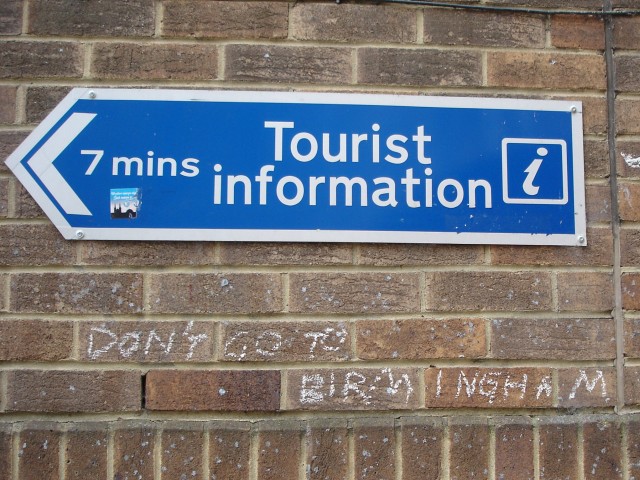 7 mins
Tourist
information
i
DON'T GO TO
BIRMINGHAM